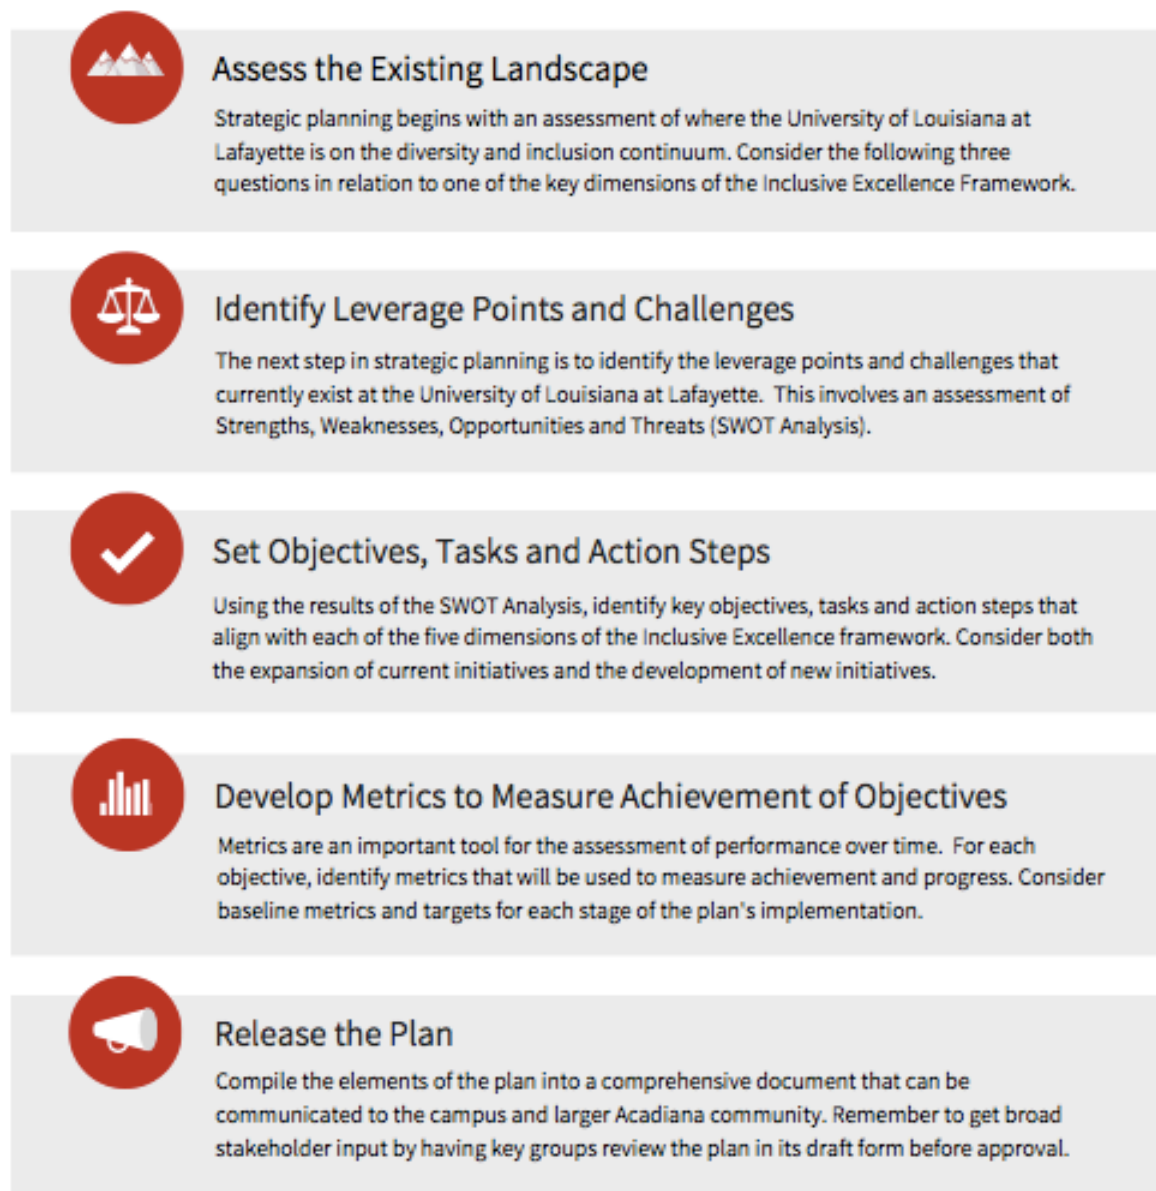 Assess the Existing Landscape
Strategic planning begins with an assessment of where the University of Louisiana at
Lafayette is on the diversity and inclusion continuum. Consider the following three
questions in relation to one of the key dimensions of the Inclusive Excellence Framework.
Identify Leverage Points and Challenges
The next step in strategic planning is to identify the leverage points and challenges that
currently exist at the University of Louisiana at Lafayette.  This involves an assessment of
Strengths, Weaknesses, Opportunities and Threats (SWOT Analysis).
Set Objectives, Tasks and Action Steps
Using the results of the SWOT Analysis, identify key objectives, tasks and action steps that
align with each of the five dimensions of the Inclusive Excellence framework. Consider both
the expansion of current initiatives and the development of new initiatives.
Develop Metrics to Measure Achievement of Objectives
Metrics are an important tool for the assessment of performance over time.  For each
objective, identify metrics that will be used to measure achievement and progress. Consider
baseline metrics and targets for each stage of the plan's implementation.
Release the Plan
Compile the elements of the plan into a comprehensive document that can be
communicated to the campus and larger Acadiana community. Remember to get broad
stakeholder input by having key groups review the plan in its draft form before approval.